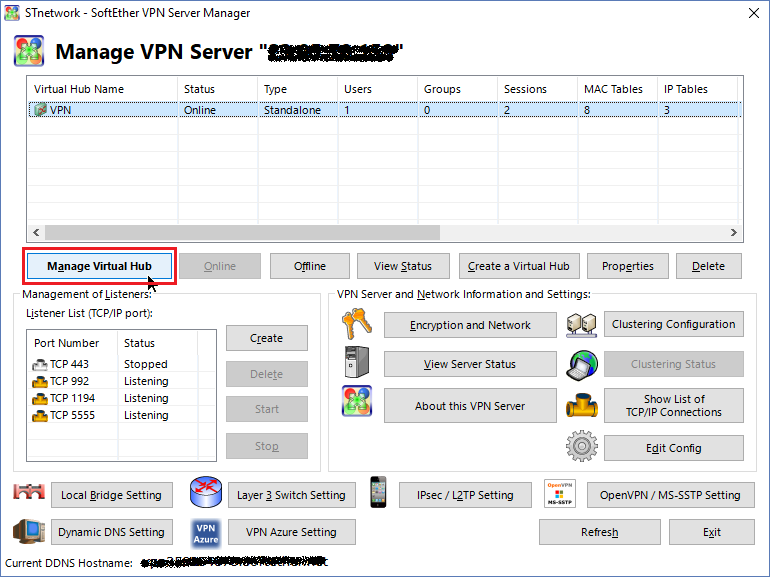 STnetwork - SoftEther VPN Server Manager
Manage VPN Server "
Virtual Hub Name Status Type Users Groups Sessions MAC Tables IP Tables
VPN Online Standalone 1 0 2 8 3
Manage Virtual Hub Online Offline View Status Create a Virtual Hub Properties Delete
Management of Listeners:
Listener List (TCP/IP port):
Port Number Status
TCP 443 Stopped
TCP 992 Listening
TCP 1194 Listening
TCP 5555 Listening
Create
Delete
Start
Stop
VPN Server and Network Information and Settings:
Encryption and Network Clustering Configuration
View Server Status Clustering Status
About this VPN Server Show List of
TCP/IP Connections
Edit Config
Local Bridge Setting Layer 3 Switch Setting IPsec / L2TP Setting OpenVPN MS-SSTP OpenVPN / MS-SSTP Setting
Dynamic DNS Setting VPN Azure VPN Azure Setting Refresh Exit
Current DDNS Hostname: